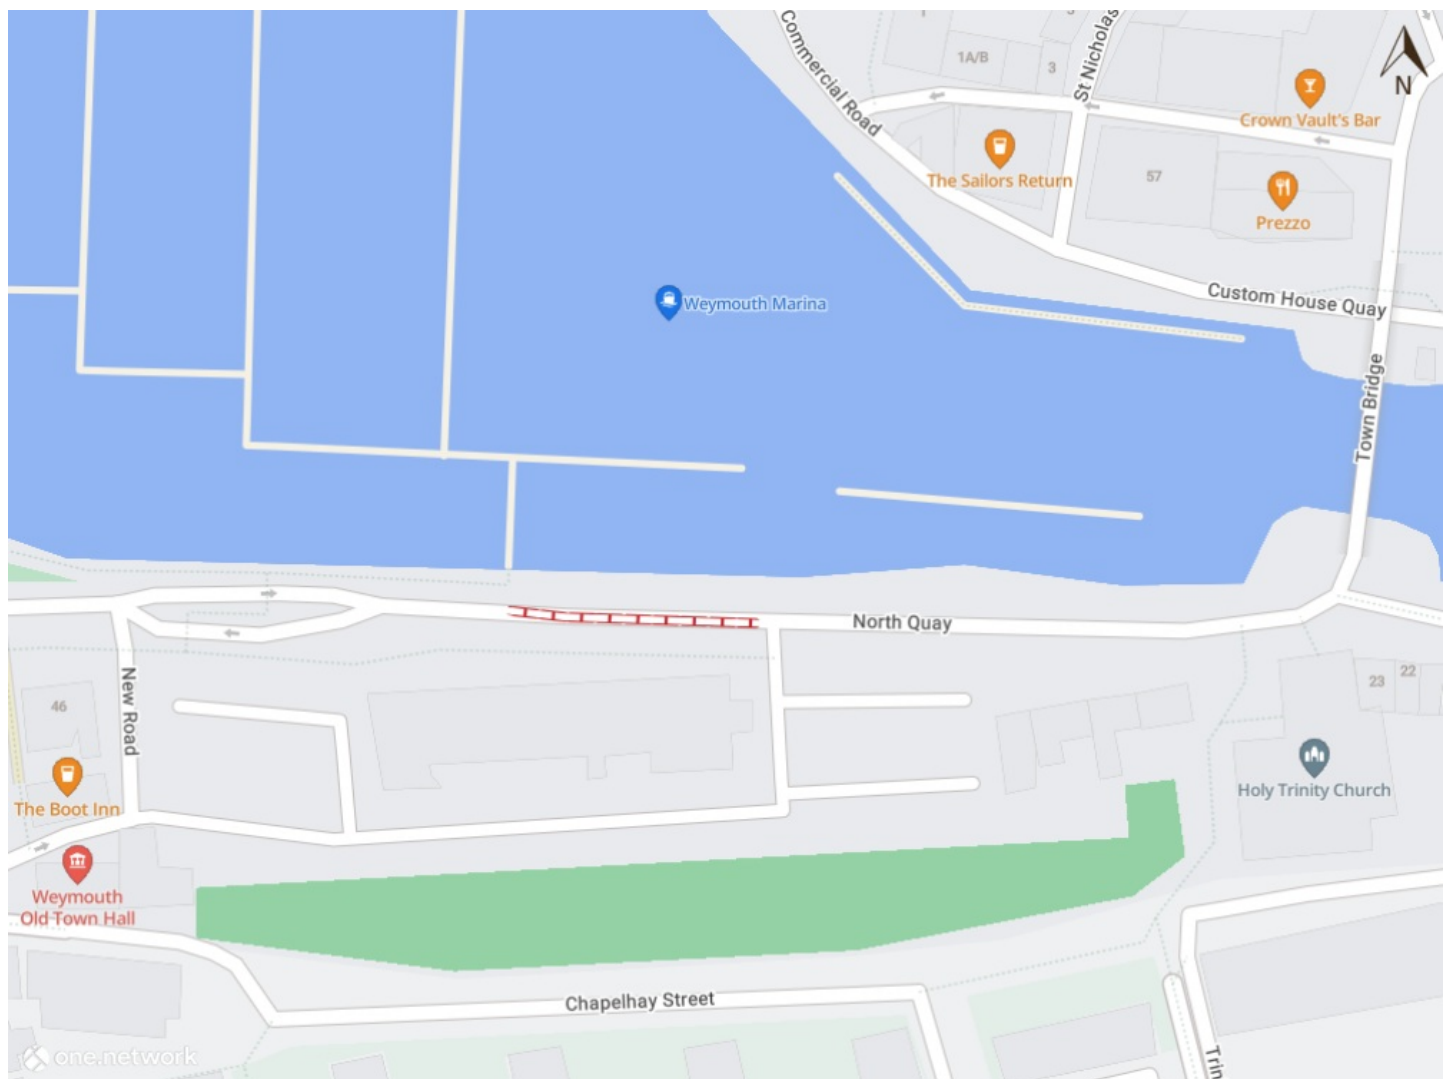 Commercial Road
1A/B
3
St Nicholas
N
Crown Vault's Bar
The Sailors Return
57
Prezzo
Weymouth Marina
Custom House Quay
Town Bridge
North Quay
New Road
46
The Boot Inn
23
22
Holy Trinity Church
Weymouth
Old Town Hall
Chapelhay Street
Trin
one.network